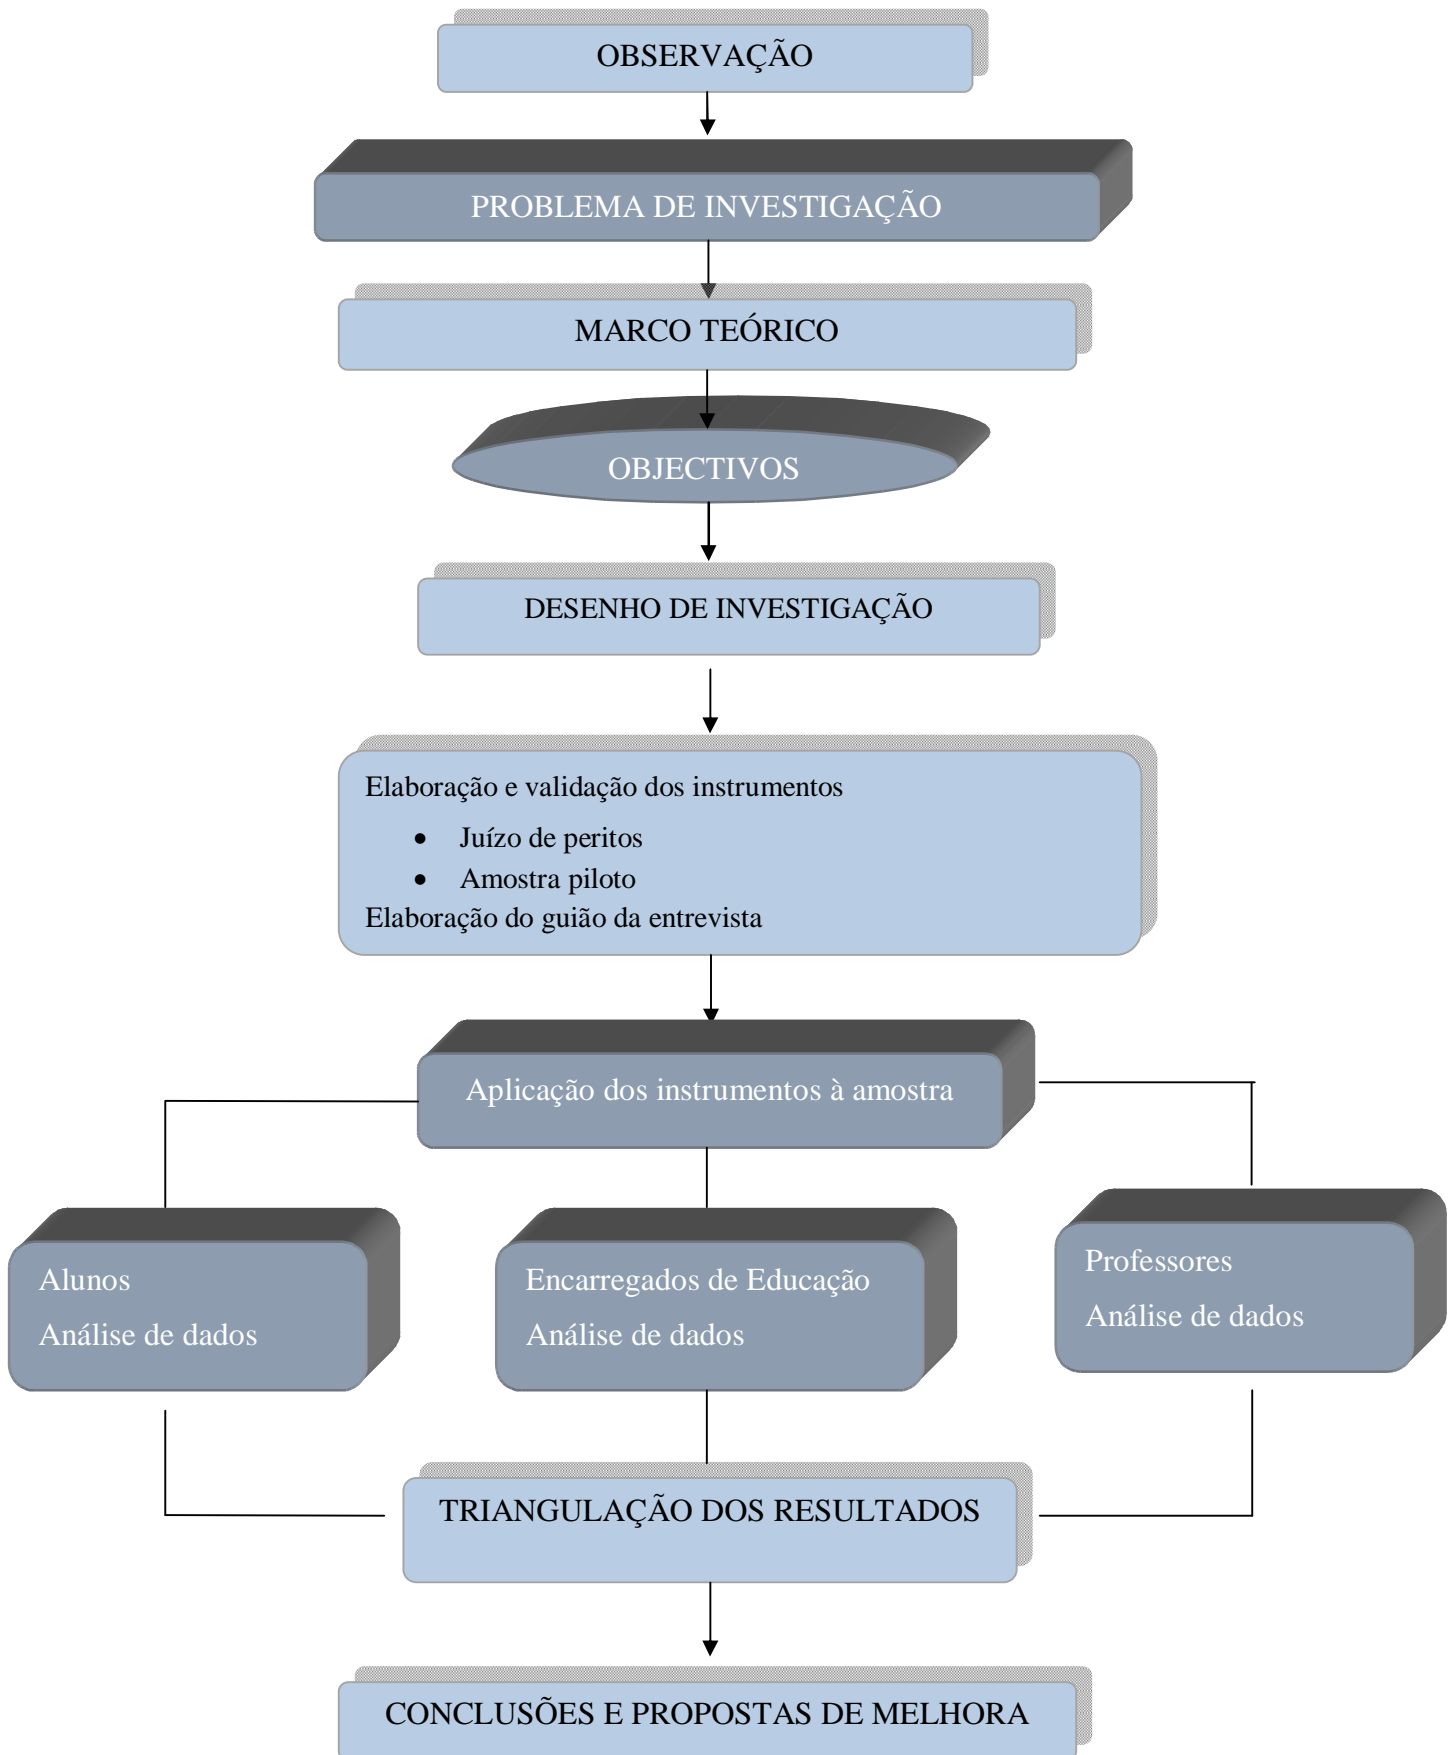 OBSERVAÇÃO
PROBLEMA DE INVESTIGAÇÃO
MARCO TEÓRICO
OBJECTIVOS
DESENHO DE INVESTIGAÇÃO
Elaboração e validação dos instrumentos
• Juízo de peritos
• Amostra piloto
Elaboração do guião da entrevista
Aplicação dos instrumentos à amostra
Alunos
Análise de dados
Encarregados de Educação
Análise de dados
Professores
Análise de dados
TRIANGULAÇÃO DOS RESULTADOS
CONCLUSÕES E PROPOSTAS DE MELHORA